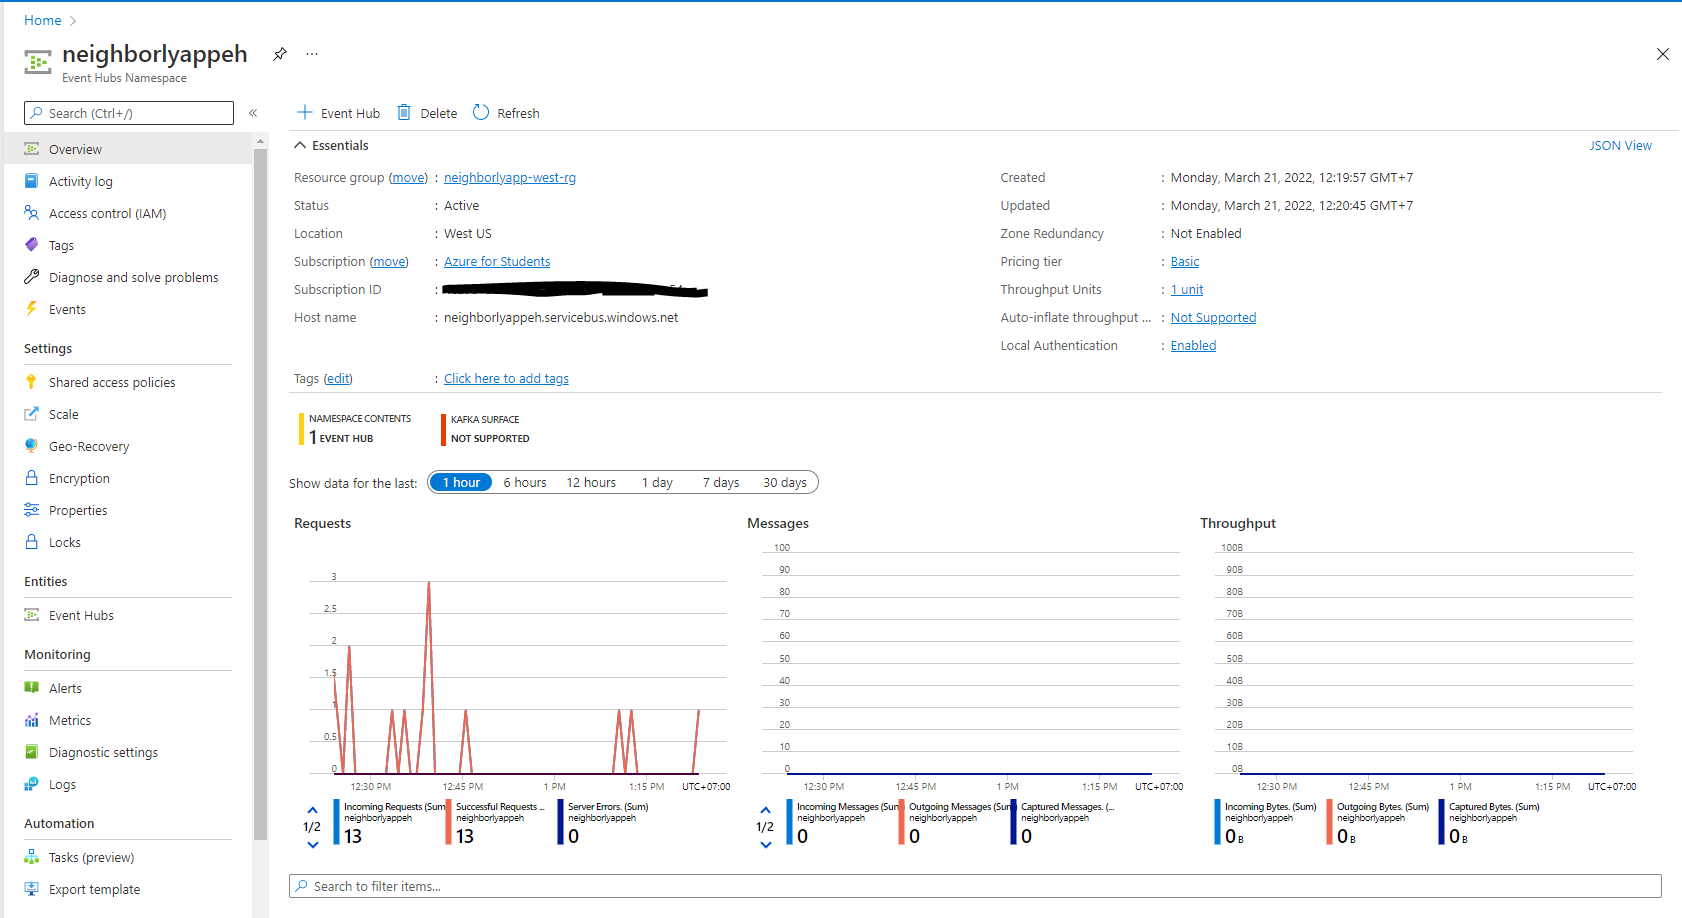 Home
neighborlyappeh
Event Hubs Namespace
Search (Ctrl+/)
Overview
Activity log
Access control (IAM)
Tags
Diagnose and solve problems
Events
Settings
Shared access policies
Scale
Geo-Recovery
Encryption
Properties
Locks
Entities
Event Hubs
Monitoring
Alerts
Metrics
Diagnostic settings
Logs
Automation
Tasks (preview)
Export template
Event Hub Delete Refresh
Essentials
JSON View
Resource group (move) : neighborlyapp-west-rg
Status : Active
Location : West US
Subscription (move) : Azure for Students
Subscription ID :
Host name : neighborlyappeh.servicebus.windows.net
Tags (edit) : Click here to add tags
Created : Monday, March 21, 2022, 12:19:57 GMT+7
Updated : Monday, March 21, 2022, 12:20:45 GMT+7
Zone Redundancy : Not Enabled
Pricing tier : Basic
Throughput Units : 1 unit
Auto-inflate throughput ... : Not Supported
Local Authentication : Enabled
NAMESPACE CONTENTS
1 EVENT HUB
KAFKA SURFACE
NOT SUPPORTED
Show data for the last: 1 hour 6 hours 12 hours 1 day 7 days 30 days
Requests
3
2.5
2
1.5
1
0.5
0
12:30 PM 12:45 PM 1 PM 1:15 PM UTC+07:00
1/2
Incoming Requests (Sum
neighborlyappeh
13
Successful Requests ...
neighborlyappeh
13
Server Errors. (Sum)
neighborlyappeh
0
Messages
100
90
80
70
60
50
40
30
20
10
0
12:30 PM 12:45 PM 1 PM 1:15 PM UTC+07:00
1/2
Incoming Messages (Sum
neighborlyappeh
0
Outgoing Messages (Sum
neighborlyappeh
0
Captured Messages. (...
neighborlyappeh
0
Throughput
100B
90B
80B
70B
60B
50B
40B
30B
20B
10B
0B
12:30 PM 12:45 PM 1 PM 1:15 PM UTC+07:00
Incoming Bytes. (Sum)
neighborlyappeh
0 B
Outgoing Bytes. (Sum)
neighborlyappeh
0 B
Captured Bytes. (Sum)
neighborlyappeh
0 B
Search to filter items...